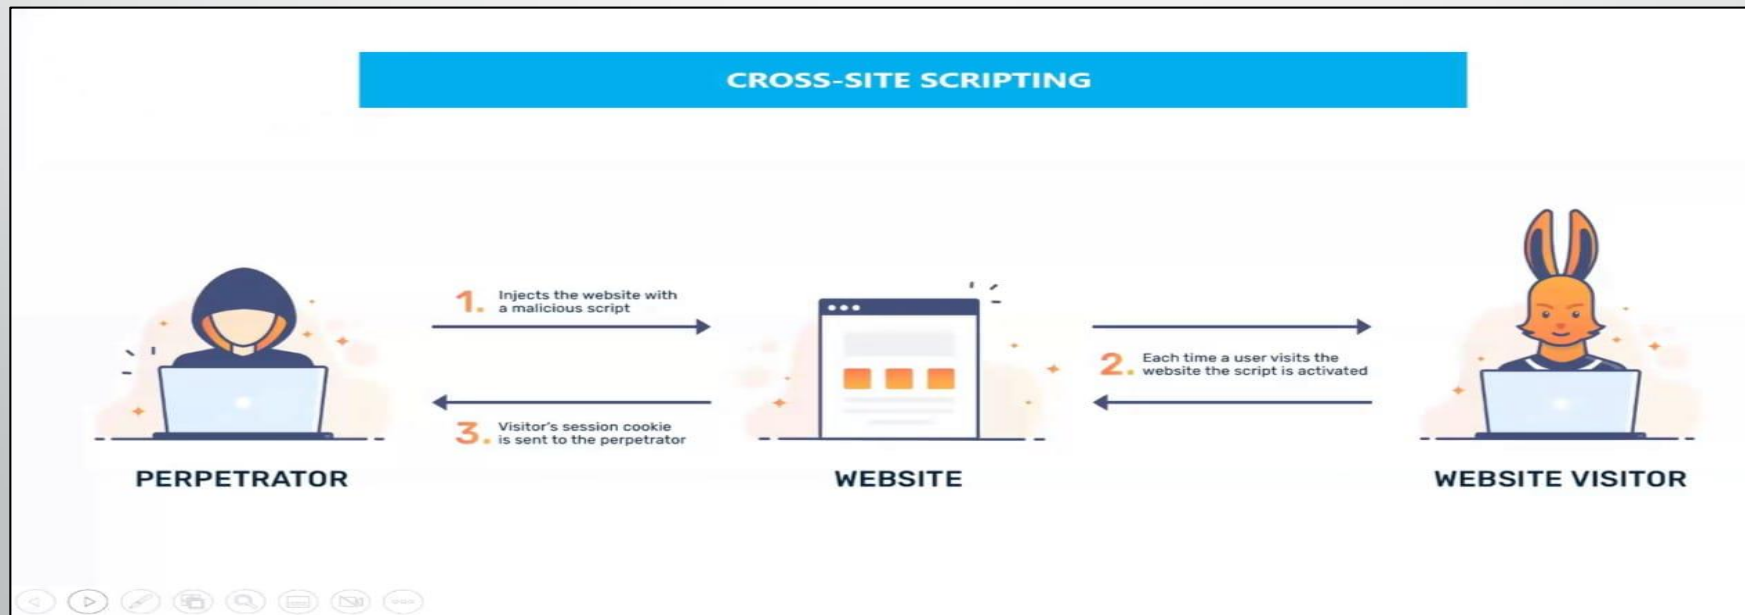 CROSS-SITE SCRIPTING
1. Injects the website with
a malicious script
2. Each time a user visits the
website the script is activated
3. Visitor's session cookie
is sent to the perpetrator
PERPETRATOR
WEBSITE
WEBSITE VISITOR